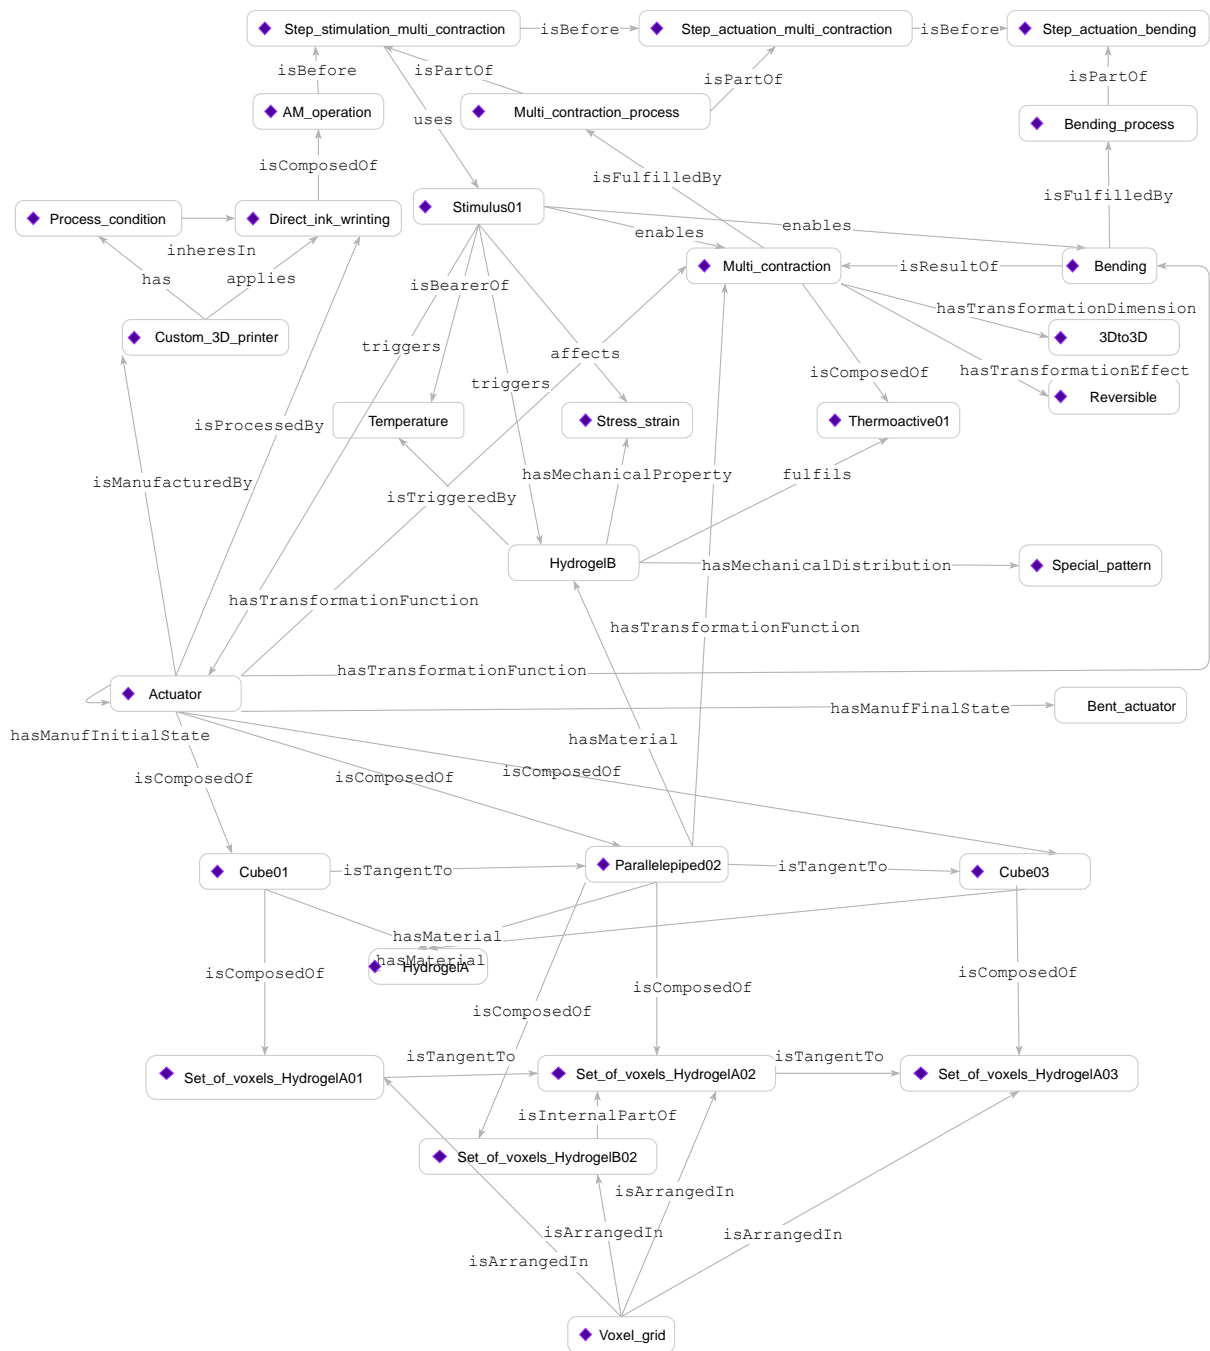 Step_stimulation_multi_contraction
isBefore
Step_actuation_multi_contraction
isBefore
Step_actuation_bending
isBefore
isPartOf
isPartOf
isPartOf
AM_operation
uses
Multi_contraction_process
Bending_process
isComposedOf
isFulfilledBy
isFulfilledBy
Process_condition
Direct_ink_wrinting
Stimulus01
enables
enables
inheresIn
has
applies
isBearerOf
Multi_contraction
isResultOf
Bending
hasTransformationDimension
Custom_3D_printer
triggers
affects
3Dto3D
triggers
isComposedOf
hasTransformationEffect
Reversible
isProcessedBy
Temperature
Stress_strain
Thermoactive01
isManufacturedBy
isTriggeredBy
hasMechanicalProperty
fulfils
HydrogelB
hasMechanicalDistribution
Special_pattern
hasTransformationFunction
hasTransformationFunction
hasTransformationFunction
Actuator
hasManufFinalState
Bent_actuator
hasManufInitialState
hasMaterial
isComposedOf
isComposedOf
isComposedOf
Cube01
isTangentTo
Parallelepiped02
isTangentTo
Cube03
hasMaterial
hasMaterial
HydrogelA
isComposedOf
isComposedOf
isComposedOf
isComposedOf
isTangentTo
isTangentTo
Set_of_voxels_HydrogelA01
Set_of_voxels_HydrogelA02
Set_of_voxels_HydrogelA03
isInternalPartOf
Set_of_voxels_HydrogelB02
isArrangedIn
isArrangedIn
isArrangedIn
isArrangedIn
Voxel_grid